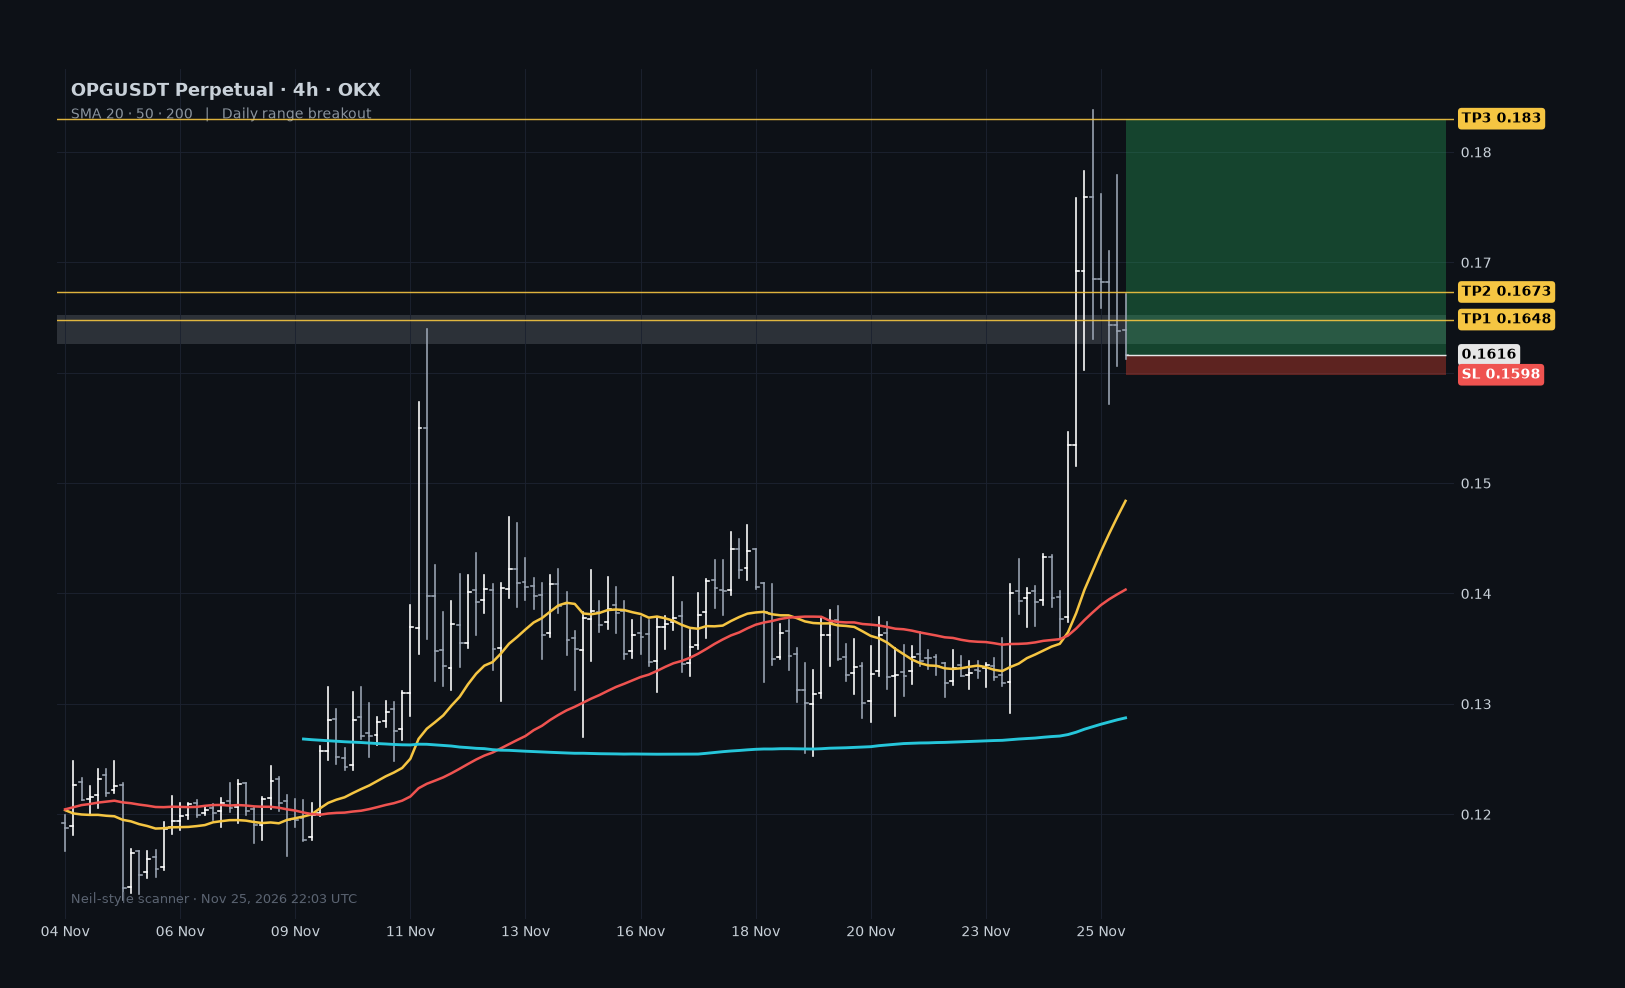 OPGUSDT Perpetual · 4h · OKX
SMA 20 · 50 · 200 | Daily range breakout
TP3 0.183
0.18
0.17
TP2 0.1673
TP1 0.1648
0.1616
SL 0.1598
0.15
0.14
0.13
0.12
Neil-style scanner · Nov 25, 2026 22:03 UTC
04 Nov
06 Nov
09 Nov
11 Nov
13 Nov
16 Nov
18 Nov
20 Nov
23 Nov
25 Nov